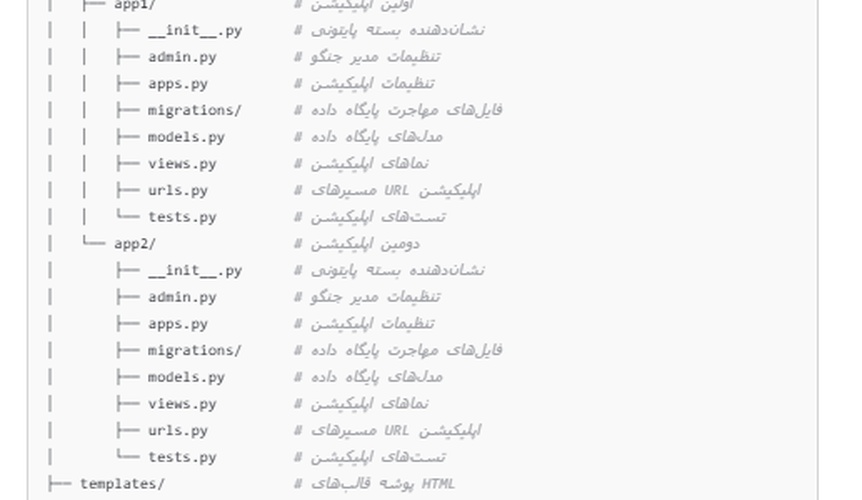 │   ├── app1/                # اولین اپلیکیشن
│   │   ├── __init__.py      # نشان‌دهنده بسته پایتونی
│   │   ├── admin.py         # تنظیمات مدیر جنگو
│   │   ├── apps.py          # تنظیمات اپلیکیشن
│   │   ├── migrations/      # فایل‌های مهاجرت پایگاه داده
│   │   ├── models.py        # مدل‌های پایگاه داده
│   │   ├── views.py         # نماهای اپلیکیشن
│   │   ├── urls.py          # مسیرهای URL اپلیکیشن
│   │   └── tests.py         # تست‌های اپلیکیشن
│   └── app2/                # دومین اپلیکیشن
│       ├── __init__.py      # نشان‌دهنده بسته پایتونی
│       ├── admin.py         # تنظیمات مدیر جنگو
│       ├── apps.py          # تنظیمات اپلیکیشن
│       ├── migrations/      # فایل‌های مهاجرت پایگاه داده
│       ├── models.py        # مدل‌های پایگاه داده
│       ├── views.py         # نماهای اپلیکیشن
│       ├── urls.py          # مسیرهای URL اپلیکیشن
│       └── tests.py         # تست‌های اپلیکیشن
├── templates/               # پوشه قالب‌های HTML